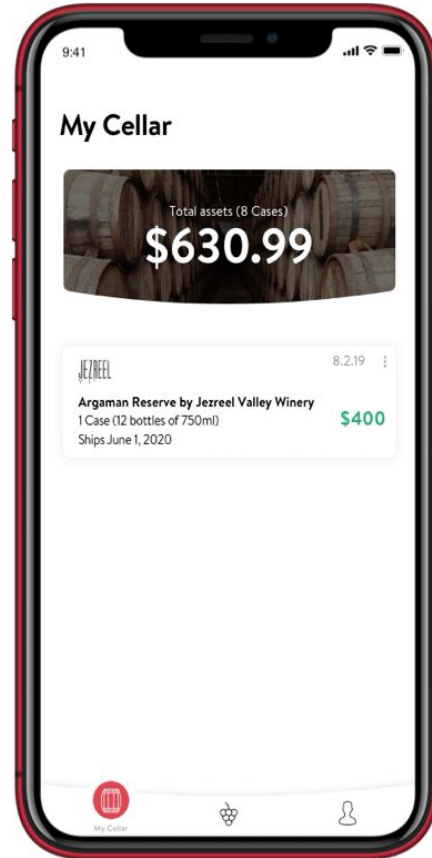 9:41
My Cellar
Total assets (8 Cases)
$630.99
JEZREEL
8.2.19
Argaman Reserve by Jezreel Valley Winery
1 Case (12 bottles of 750ml)
$400
Ships June 1, 2020
My Cellar